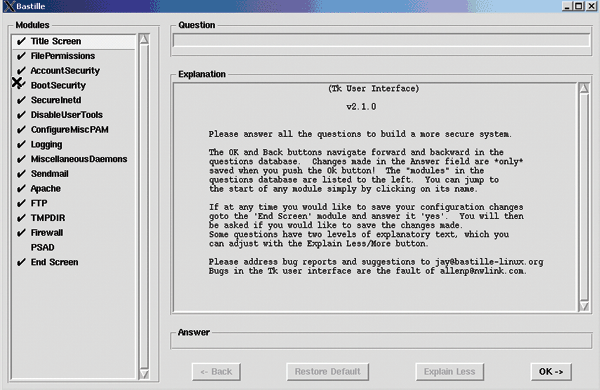 Bastille
Modules
Title Screen
FilePermissions
AccountSecurity
BootSecurity
SecureInetd
DisableUserTools
ConfigureMiscPAM
Logging
MiscellaneousDaemons
Sendmail
Apache
FTP
TMPDIR
Firewall
PSAD
End Screen
Question
Explanation
(Tk User Interface)
v2.1.0
Please answer all the questions to build a more secure system.
The OK and Back buttons navigate forward and backward in the
questions database. Changes made in the Answer field are *only*
saved when you push the Ok button! The "modules" in the
questions database are listed to the left. You can jump to
the start of any module simply by clicking on its name.
If at any time you would like to save your configuration changes
goto the 'End Screen' module and answer it 'yes'. You will then
be asked if you would like to save the changes made.
Some questions have two levels of explanatory text, which you
can adjust with the Explain Less/More button.
Please address bug reports and suggestions to jay@bastille-linux.org
Bugs in the Tk user interface are the fault of allenp@nwlink.com.
Answer
<- Back
Restore Default
Explain Less
OK ->